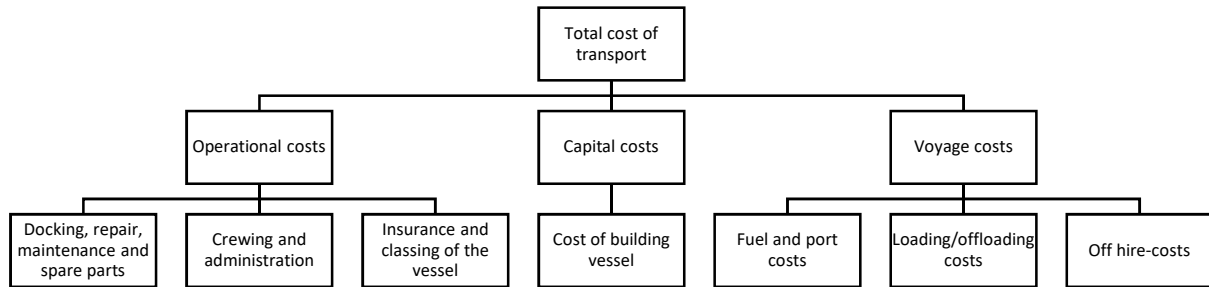 Total cost of
transport
Operational costs
Capital costs
Voyage costs
Docking, repair,
maintenance and
spare parts
Crewing and
administration
Insurance and
classing of the
vessel
Cost of building
vessel
Fuel and port
costs
Loading/offloading
costs
Off hire-costs